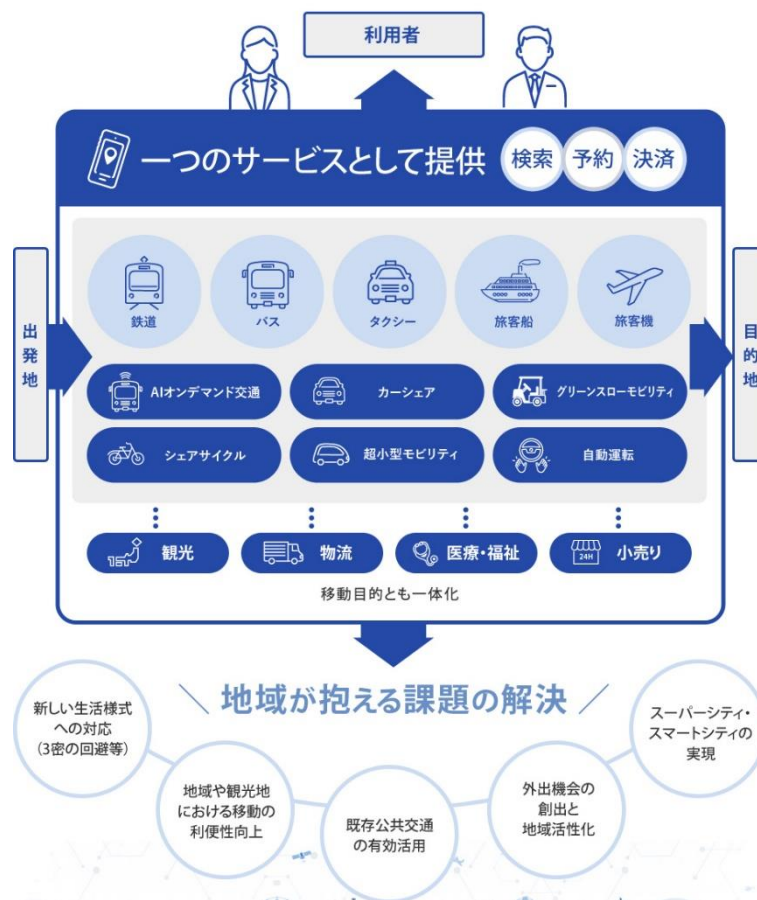 利用者
一つのサービスとして提供
検索
予約
決済
出発地
目的地
鉄道
バス
タクシー
旅客船
旅客機
AIオンデマンド交通
カーシェア
グリーンスローモビリティ
シェアサイクル
超小型モビリティ
自動運転
観光
物流
医療・福祉
24H
小売り
移動目的とも一体化
地域が抱える課題の解決
新しい生活様式
への対応
(3密の回避等)
地域や観光地
における移動の
利便性向上
既存公共交通
の有効活用
外出機会の
創出と
地域活性化
スーパーシティ・
スマートシティの
実現